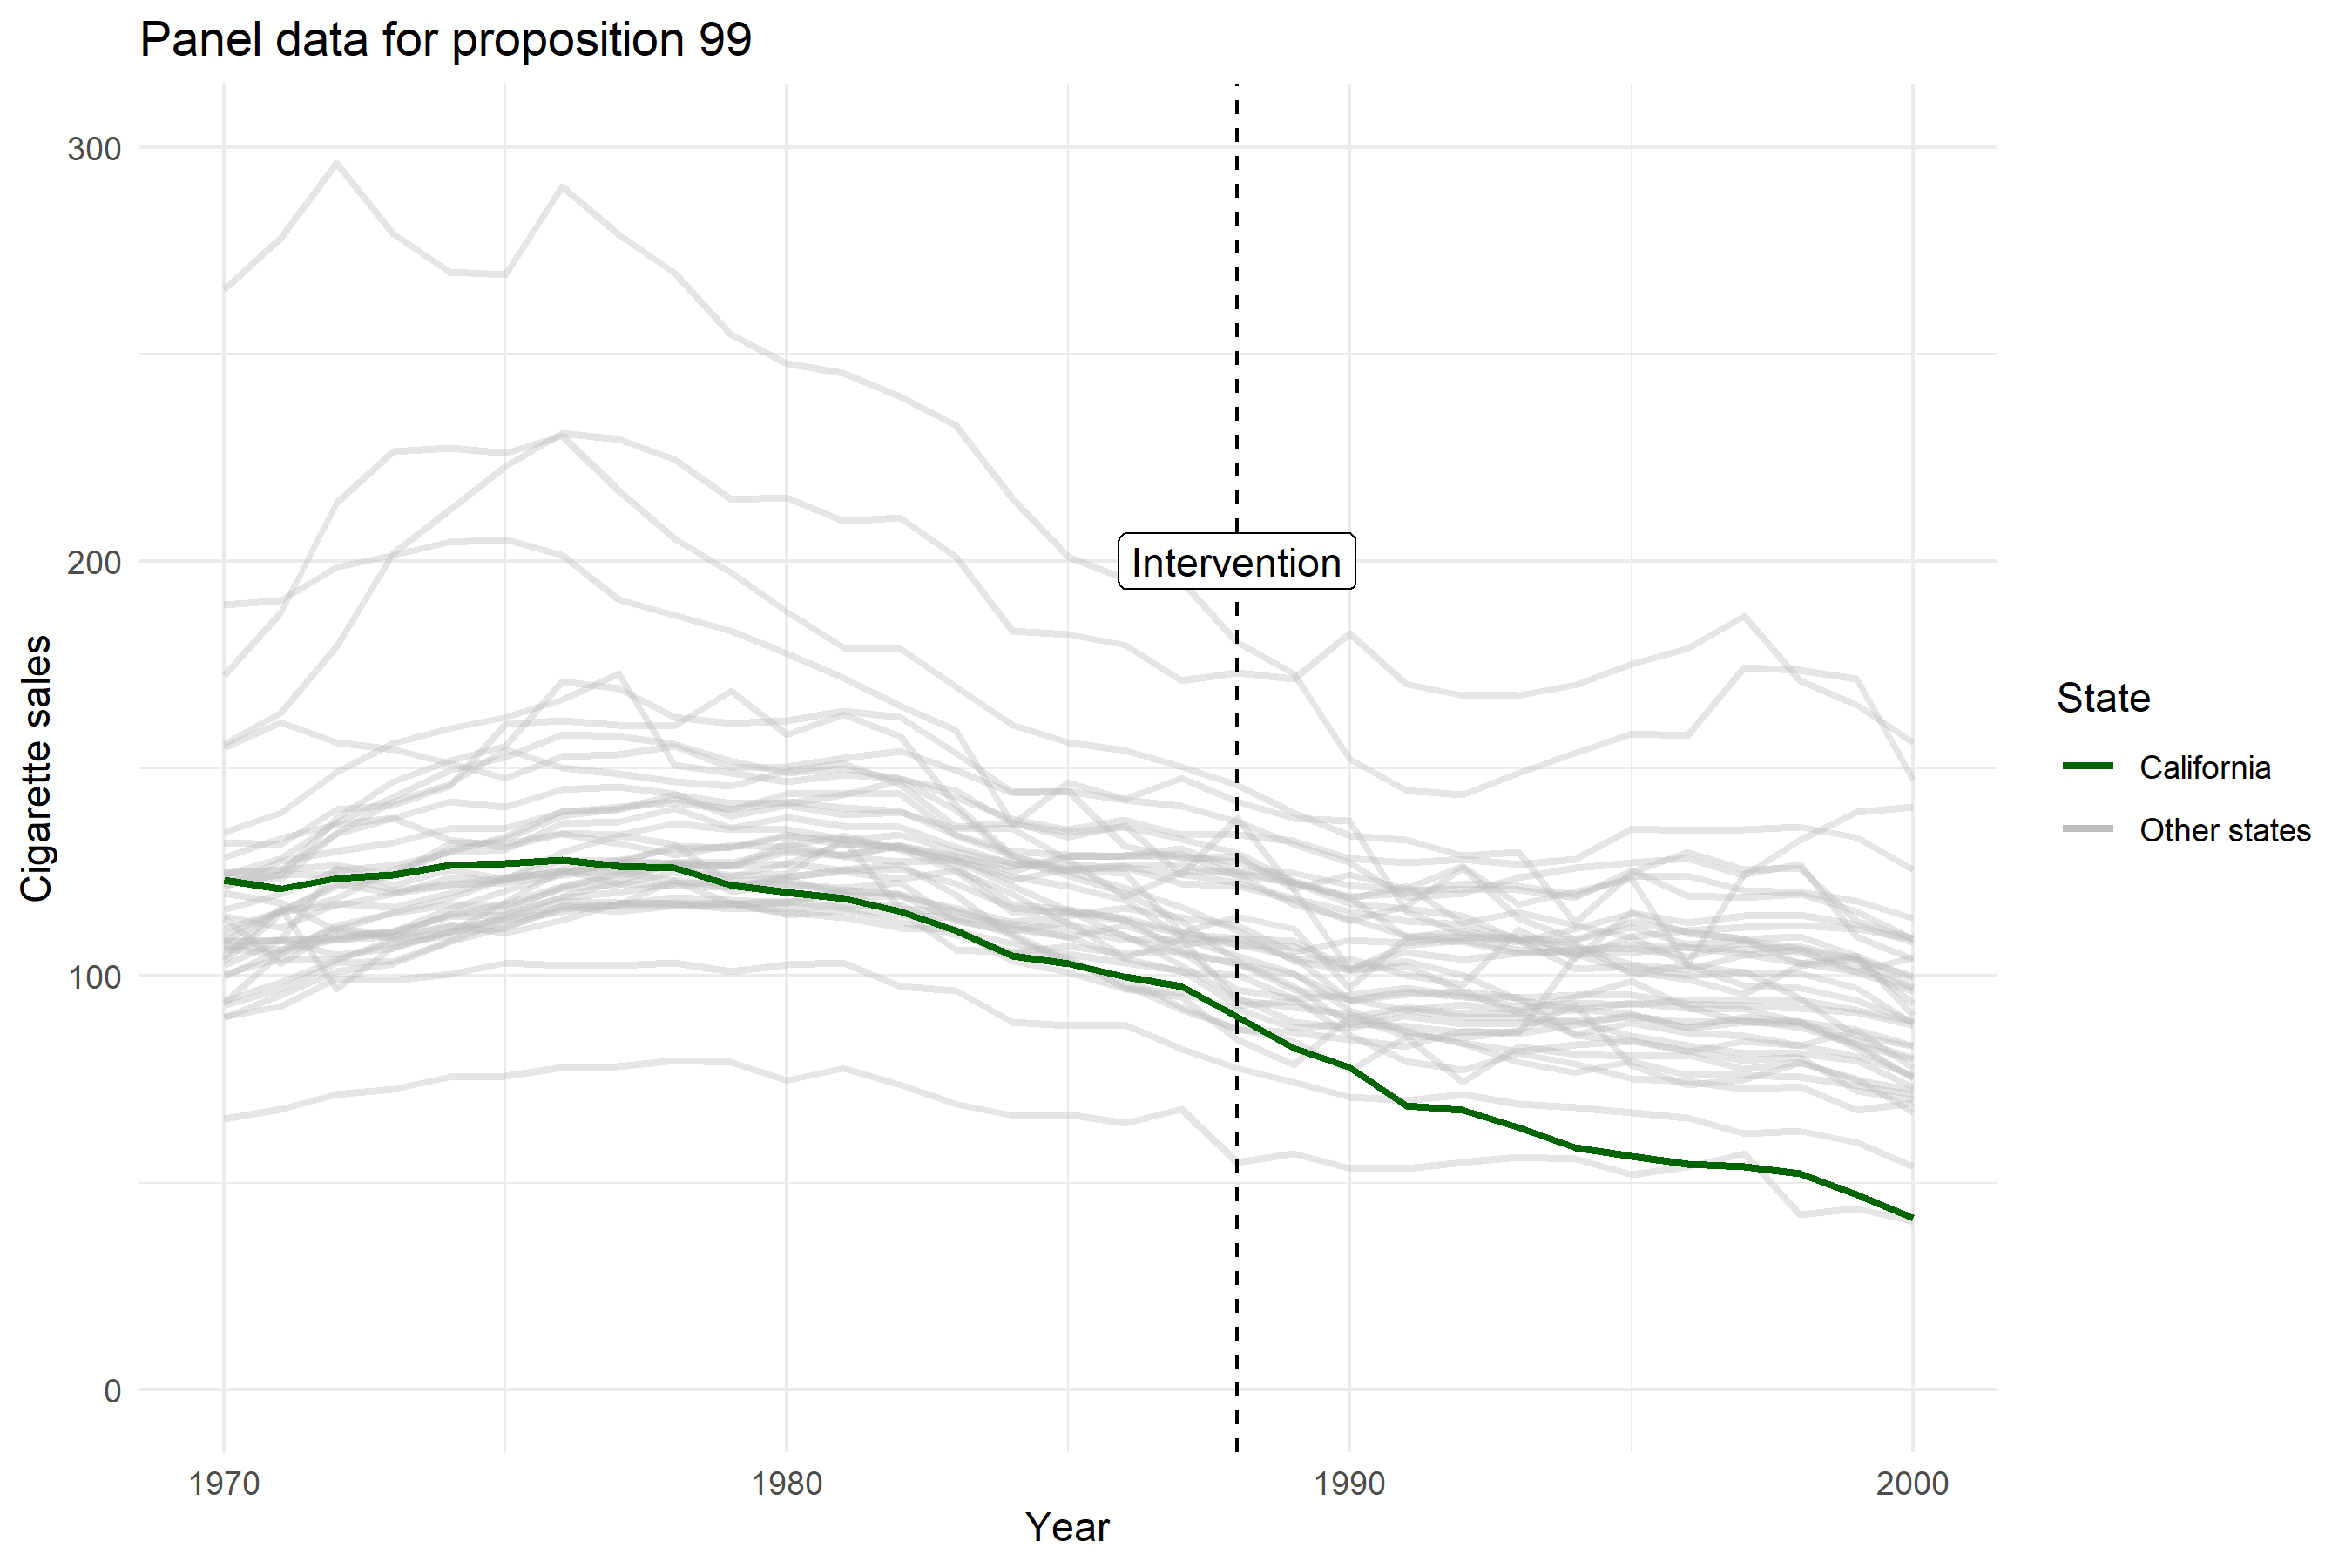 Panel data for proposition 99
300
200
100
0
Cigarette sales
Intervention
1970
1980
1990
2000
Year
State
California
Other states